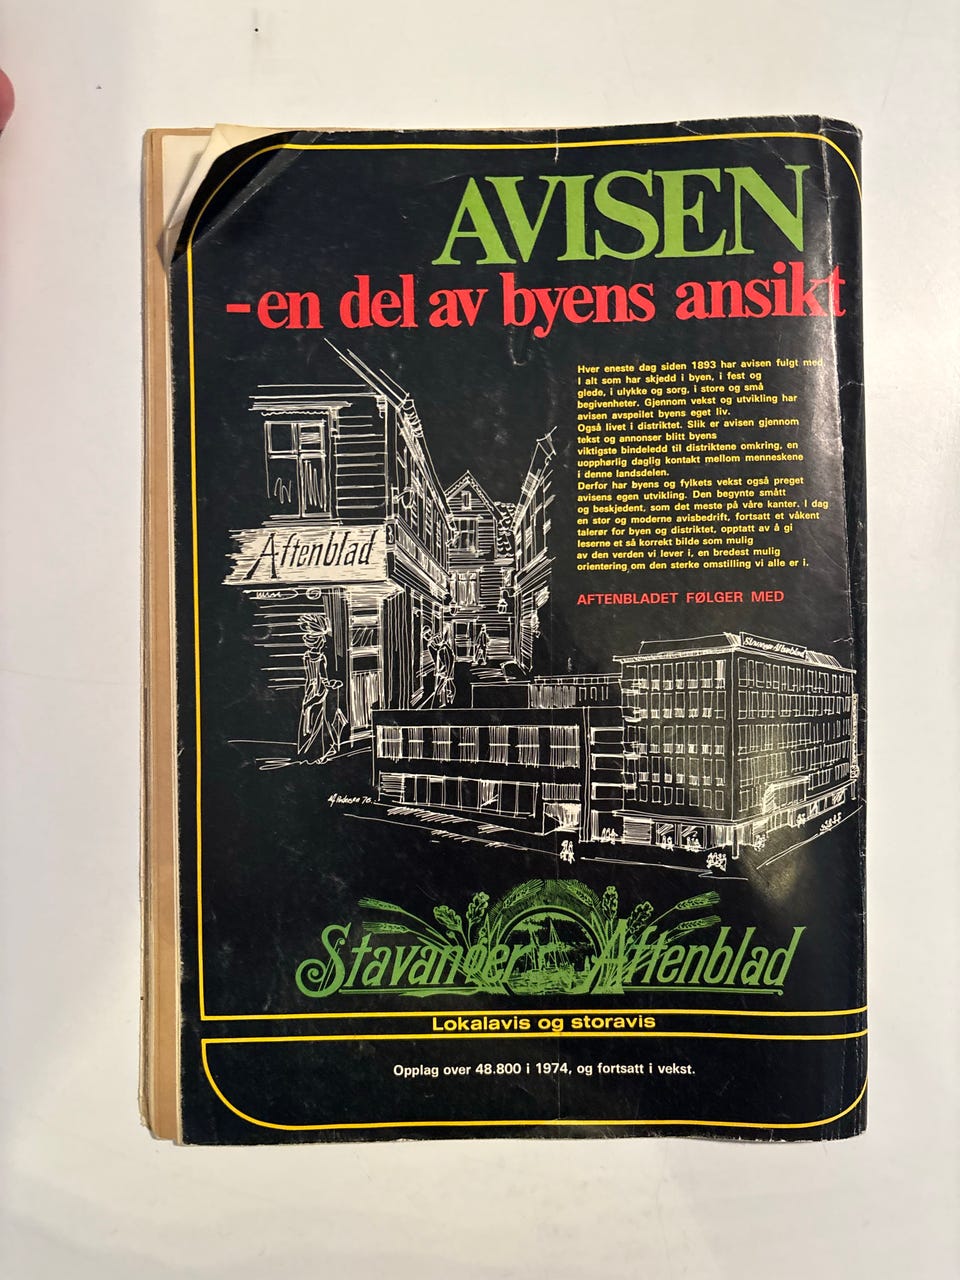 AVISEN
-en del av byens ansikt
Hver eneste dag siden 1893 har avisen fulgt med
I alt som har skjedd i byen, i fest og
glede, i ulykke og sorg, i store og små
begivenheter. Gjennom vekst og utvikling har
avisen avspeilet byens eget liv.
Også livet i distriktet. Slik er avisen gjennom
tekst og annonser blitt byens
viktigste bindeledd til distriktene omkring, en
uopphørlig daglig kontakt mellom menneskene
i denne landsdelen.
Derfor har byens og fylkets vekst også preget
avisens egen utvikling. Den begynte smått
og beskjedent, som det meste på våre kanter. I dag
en stor og moderne avisbedrift, fortsatt et våkent
talerør for byen og distriktet, opptatt av å gi
leserne et så korrekt bilde som mulig
av den verden vi lever i, en bredest mulig
orientering om den sterke omstilling vi alle er i.
AFTENBLADET FØLGER MED
Aftenblad
Stavanger Aftenblad
Stavanger Aftenblad
Lokalavis og storavis
Opplag over 48.800 i 1974, og fortsatt i vekst.